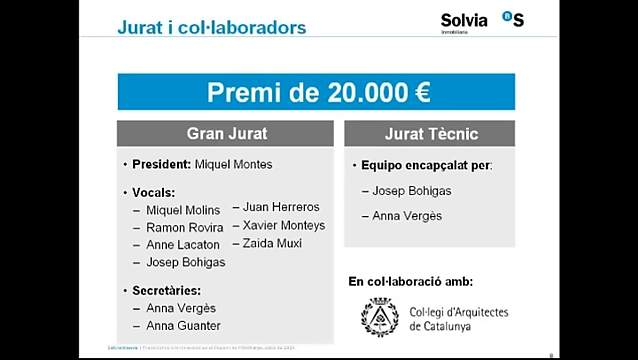 Jurat i col·laboradors
Solvia
Inmobiliaria
S
Premi de 20.000 €
Gran Jurat
• President: Miquel Montes
• Vocals:
– Miquel Molins
– Ramon Rovira
– Anne Lacaton
– Josep Bohigas
– Juan Herreros
– Xavier Monteys
– Zaida Muxí
• Secretàries:
– Anna Vergès
– Anna Guanter
Jurat Tècnic
• Equipo encapçalat per:
– Josep Bohigas
– Anna Vergès
En col·laboració amb:
Col·legi d'Arquitectes
de Catalunya
6